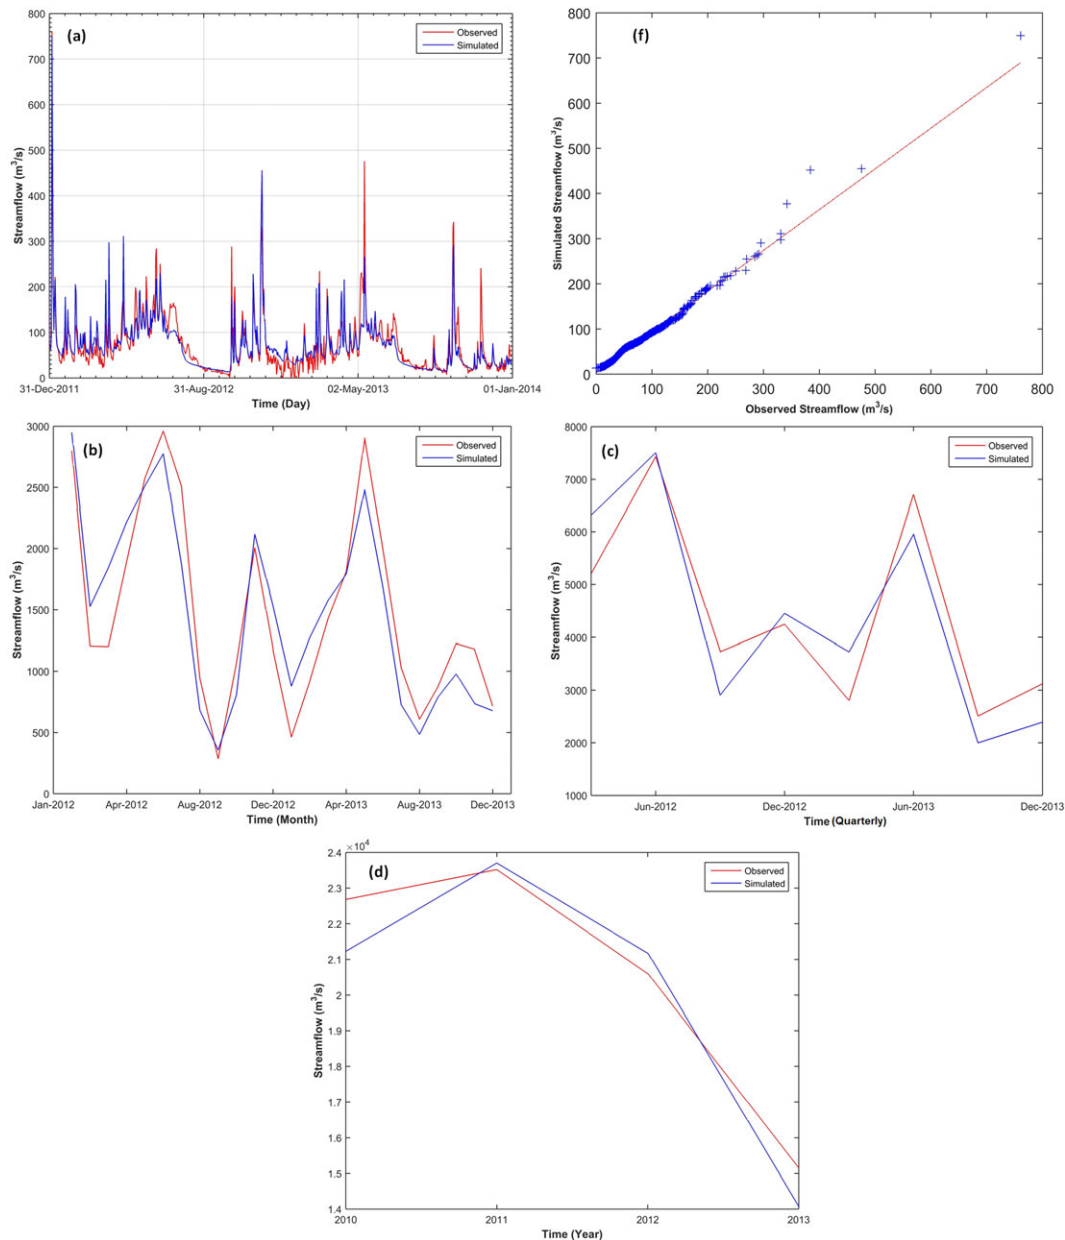 (a)
Observed
Simulated
800
700
600
500
400
300
200
100
0
Streamflow (m³/s)
31-Dec-2011
31-Aug-2012
02-May-2013
01-Jan-2014
Time (Day)
(f)
800
700
600
500
400
300
200
100
0
Simulated Streamflow (m³/s)
0
100
200
300
400
500
600
700
800
Observed Streamflow (m³/s)
(b)
Observed
Simulated
3000
2500
2000
1500
1000
500
0
Streamflow (m³/s)
Jan-2012
Apr-2012
Aug-2012
Dec-2012
Apr-2013
Aug-2013
Dec-2013
Time (Month)
(c)
Observed
Simulated
8000
7000
6000
5000
4000
3000
2000
1000
Streamflow (m³/s)
Jun-2012
Dec-2012
Jun-2013
Dec-2013
Time (Quarterly)
×10⁴
(d)
Observed
Simulated
2.4
2.3
2.2
2.1
2
1.9
1.8
1.7
1.6
1.5
1.4
Streamflow (m³/s)
2010
2011
2012
2013
Time (Year)